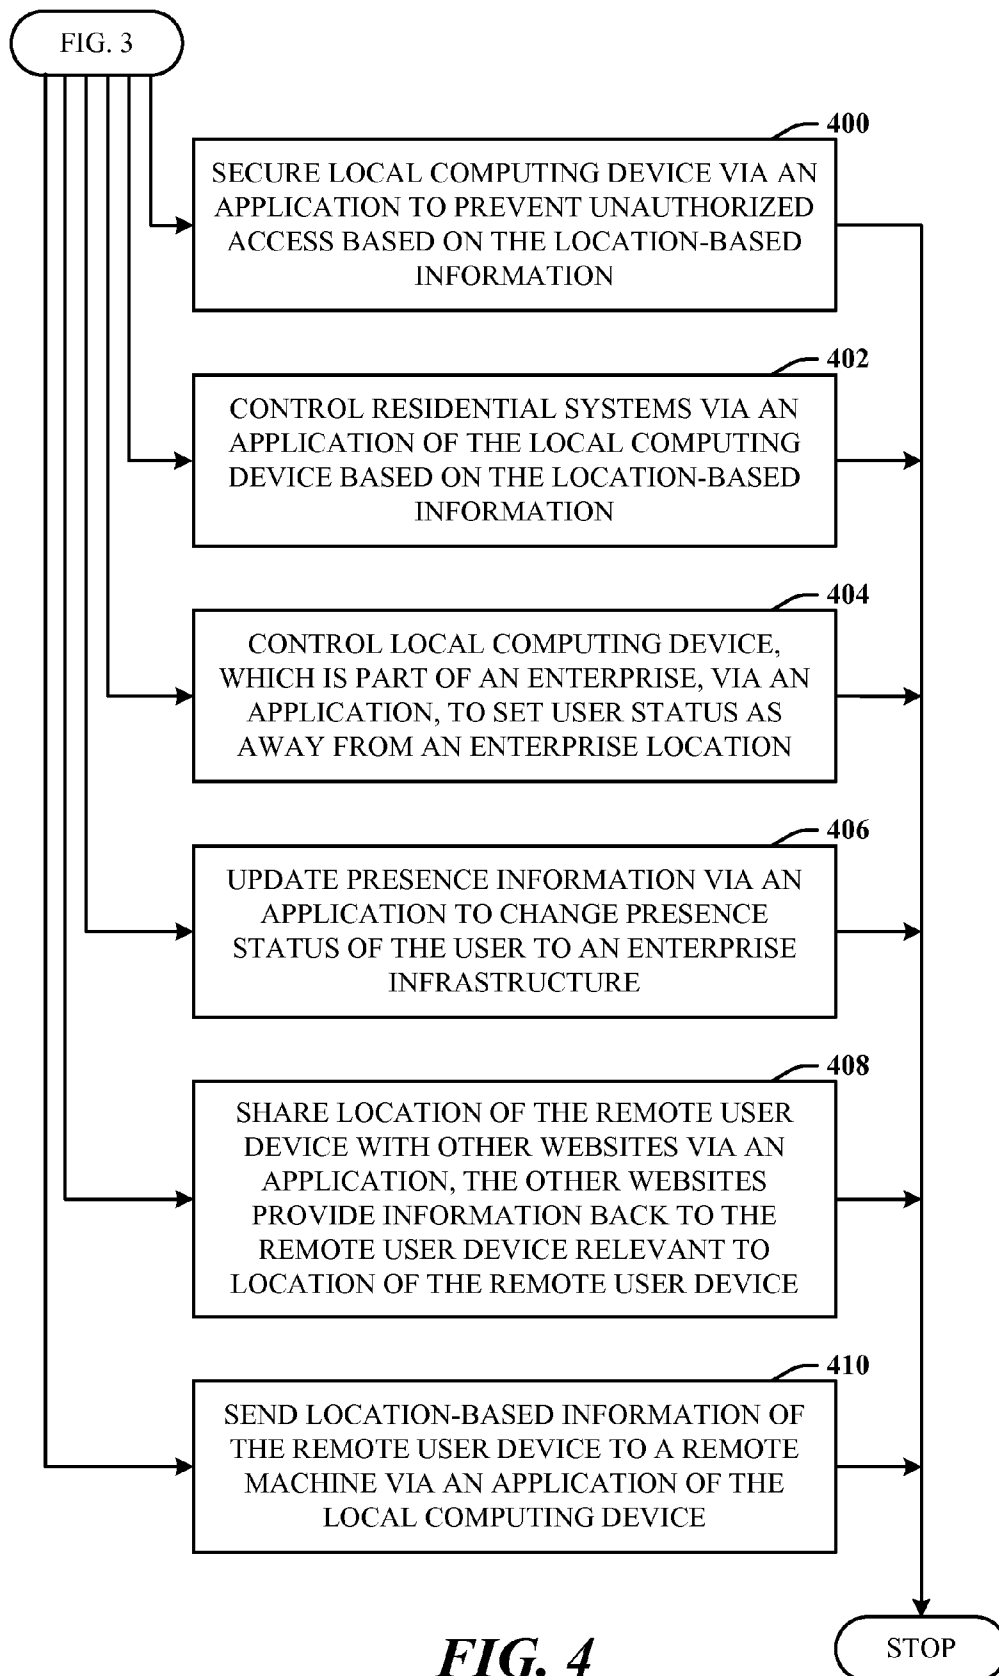 FIG. 3
400
SECURE LOCAL COMPUTING DEVICE VIA AN
APPLICATION TO PREVENT UNAUTHORIZED
ACCESS BASED ON THE LOCATION-BASED
INFORMATION
402
CONTROL RESIDENTIAL SYSTEMS VIA AN
APPLICATION OF THE LOCAL COMPUTING
DEVICE BASED ON THE LOCATION-BASED
INFORMATION
404
CONTROL LOCAL COMPUTING DEVICE,
WHICH IS PART OF AN ENTERPRISE, VIA AN
APPLICATION, TO SET USER STATUS AS
AWAY FROM AN ENTERPRISE LOCATION
406
UPDATE PRESENCE INFORMATION VIA AN
APPLICATION TO CHANGE PRESENCE
STATUS OF THE USER TO AN ENTERPRISE
INFRASTRUCTURE
408
SHARE LOCATION OF THE REMOTE USER
DEVICE WITH OTHER WEBSITES VIA AN
APPLICATION, THE OTHER WEBSITES
PROVIDE INFORMATION BACK TO THE
REMOTE USER DEVICE RELEVANT TO
LOCATION OF THE REMOTE USER DEVICE
410
SEND LOCATION-BASED INFORMATION OF
THE REMOTE USER DEVICE TO A REMOTE
MACHINE VIA AN APPLICATION OF THE
LOCAL COMPUTING DEVICE
STOP
FIG. 4